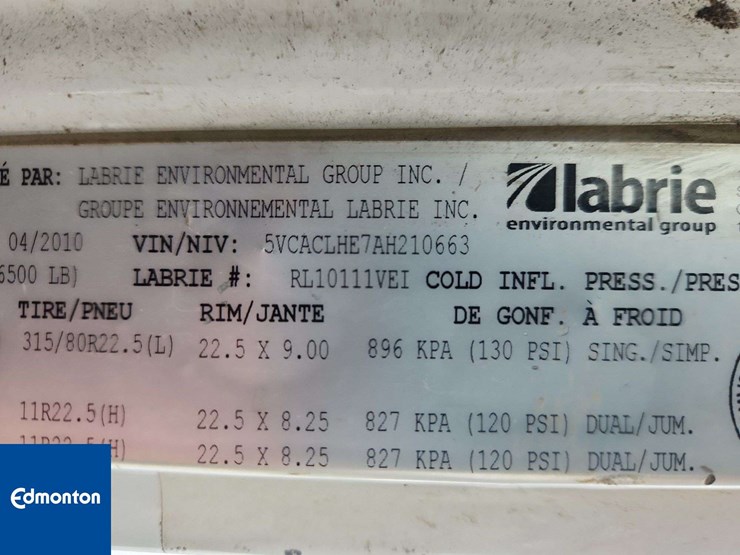 É PAR: LABRIE ENVIRONMENTAL GROUP INC. /
GROUPE ENVIRONNEMENTAL LABRIE INC.
labrie
environmental group
04/2010 VIN/NIV: 5VCACLHE7AH210663
6500 LB) LABRIE #: RL10111VEI COLD INFL. PRESS./PRES
TIRE/PNEU RIM/JANTE DE GONF. À FROID
315/80R22.5(L) 22.5 X 9.00 896 KPA (130 PSI) SING./SIMP.
11R22.5(H) 22.5 X 8.25 827 KPA (120 PSI) DUAL/JUM.
11R22.5(H) 22.5 X 8.25 827 KPA (120 PSI) DUAL/JUM.
Edmonton